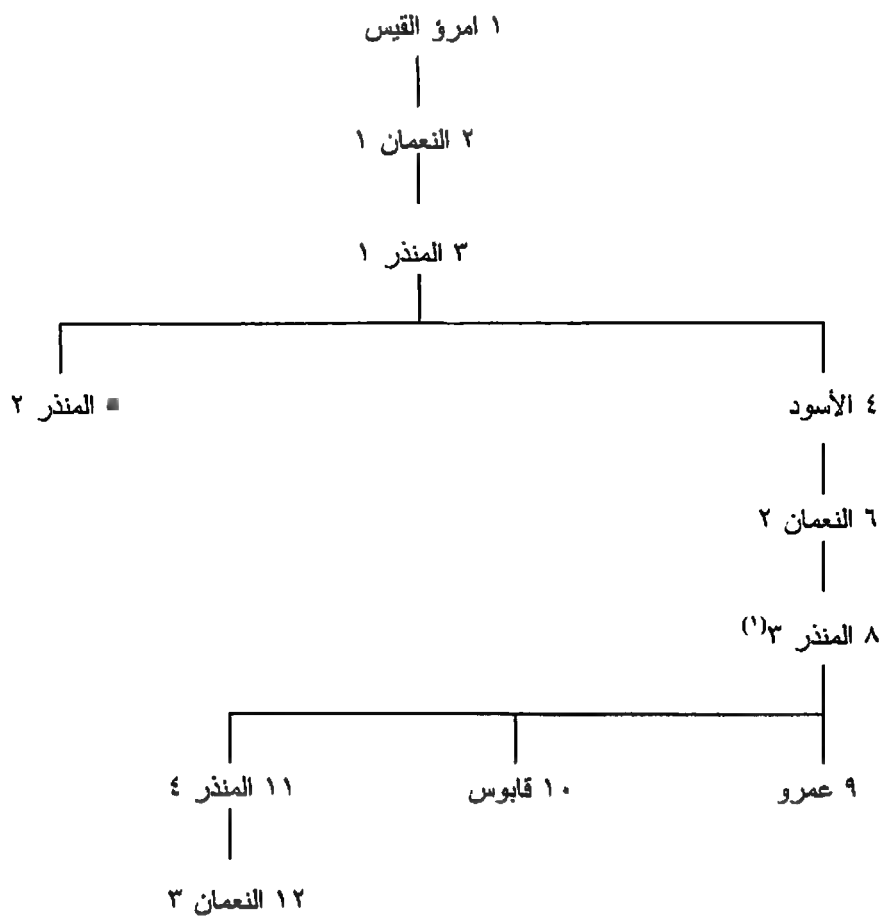 ١ امرؤ القيس
٢ النعمان ١
٣ المنذر ١
٤ الأسود
المنذر ٢
٦ النعمان ٢
٨ المنذر ٣(١)
٩ عمرو
١٠ قابوس
١١ المنذر ٤
١٢ النعمان ٣